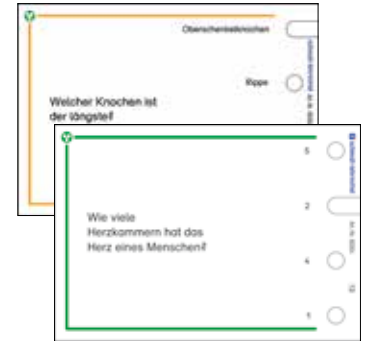 Oberschenkelknochen
Rippe
Welcher Knochen ist
der längste?
5
2
Wie viele
Herzkammern hat das
Herz eines Menschen?
4
1